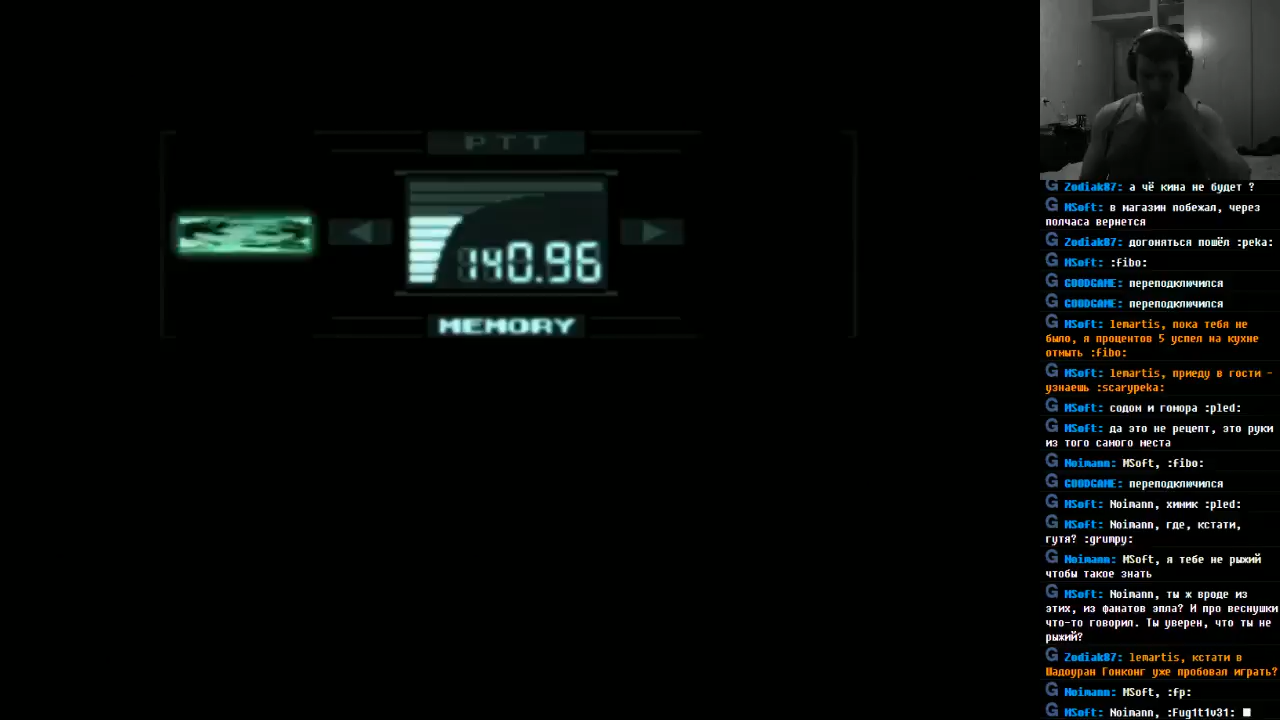 PTT
140.96
MEMORY
Zodiak87: а чё кина не будет ?
MSoft: в магазин побежал, через
полчаса вернется
Zodiak87: догоняться пошёл :peka:
MSoft: :fibo:
GOODGAME: переподключился
GOODGAME: переподключился
MSoft: lemartis, пока тебя не
было, я процентов 5 успел на кухне
отмыть :fibo:
MSoft: lemartis, приеду в гости -
узнаешь :scarypeka:
MSoft: содом и гомора :pled:
MSoft: да это не рецепт, это руки
из того самого места
Noimann: MSoft, :fibo:
GOODGAME: переподключился
MSoft: Noimann, химик :pled:
MSoft: Noimann, где, кстати,
гутя? :grumpy:
Noimann: MSoft, я тебе не рыжий
чтобы такое знать
MSoft: Noimann, ты ж вроде из
этих, из фанатов эпла? И про веснушки
что-то говорил. Ты уверен, что ты не
рыжий?
Zodiak87: lemartis, кстати в
Шадоуран Гонконг уже пробовал играть?
Noimann: MSoft, :fp:
MSoft: Noimann, :Fug1t1v31: